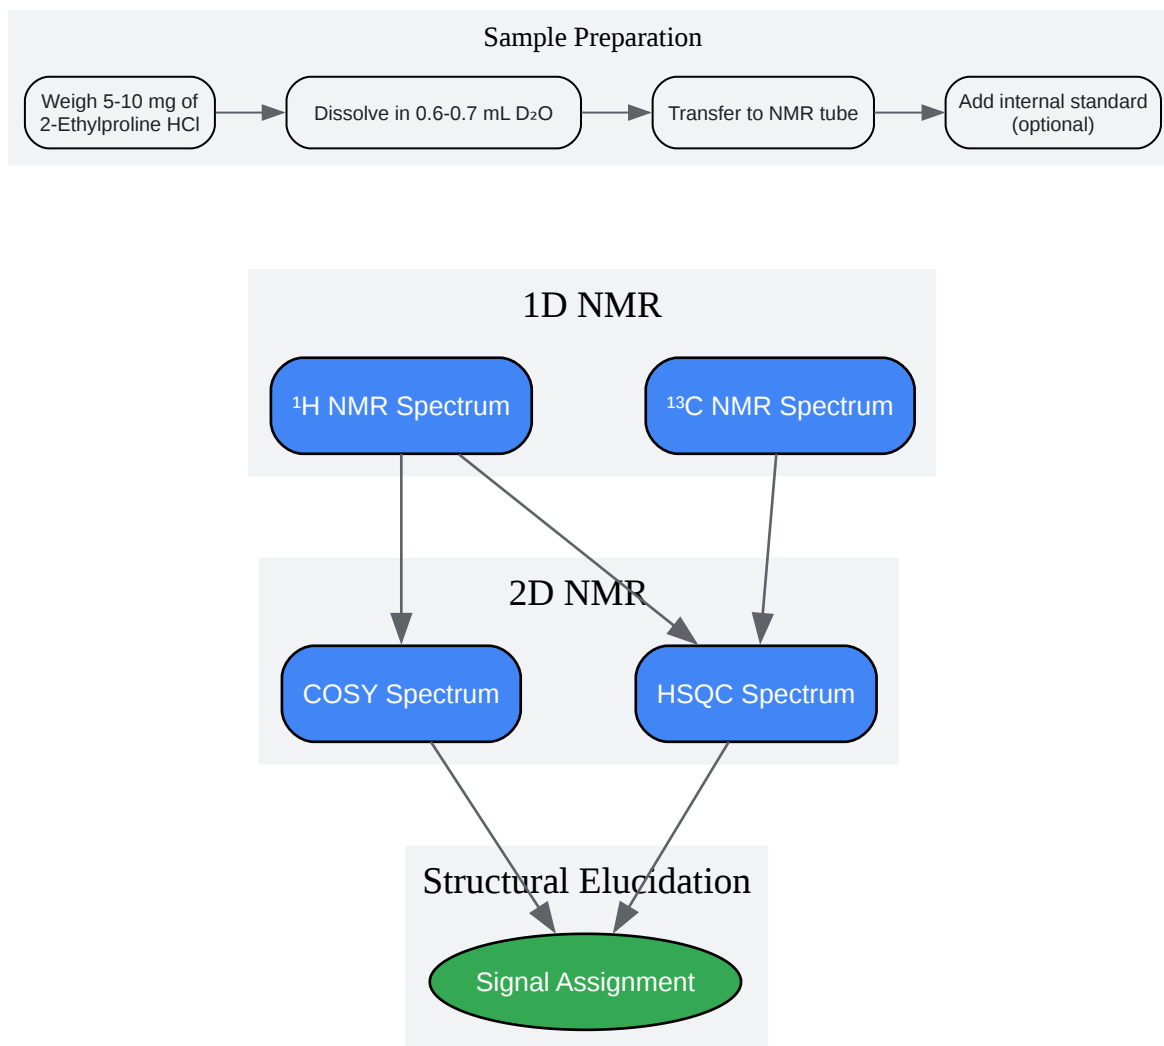 Sample Preparation
Weigh 5-10 mg of
2-Ethylproline HCl
Dissolve in 0.6-0.7 mL D₂O
Transfer to NMR tube
Add internal standard
(optional)
1D NMR
¹H NMR Spectrum
¹³C NMR Spectrum
2D NMR
COSY Spectrum
HSQC Spectrum
Structural Elucidation
Signal Assignment